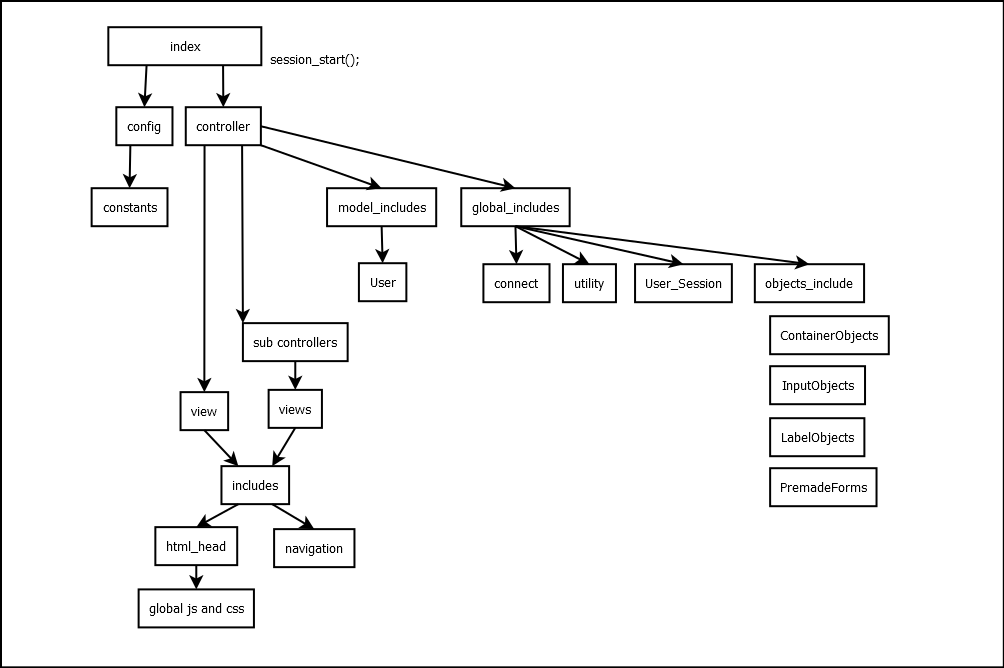 index
session_start();
config
controller
constants
model_includes
global_includes
User
connect
utility
User_Session
objects_include
ContainerObjects
sub controllers
InputObjects
view
views
LabelObjects
includes
PremadeForms
html_head
navigation
global js and css